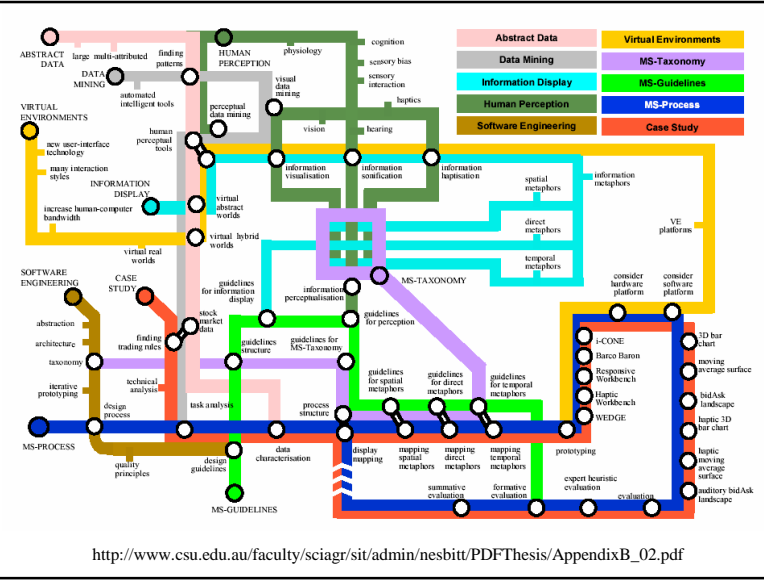 ABSTRACT
DATA
large
multi-attributed
finding
patterns
HUMAN
PERCEPTION
physiology
cognition
sensory bias
sensory
interaction
haptics
Abstract Data
Data Mining
Information Display
Human Perception
Software Engineering
Virtual Environments
MS-Taxonomy
MS-Guidelines
MS-Process
Case Study
DATA
MINING
automated
intelligent tools
visual
data
mining
perceptual
data mining
vision
hearing
VIRTUAL
ENVIRONMENTS
new user-interface
technology
many interaction
styles
human
perceptual
tools
information
visualisation
information
sonification
information
haptisation
INFORMATION
DISPLAY
increase human-computer
bandwidth
virtual
abstract
worlds
virtual hybrid
worlds
virtual real
worlds
spatial
metaphors
direct
metaphors
temporal
metaphors
information
metaphors
VE
platforms
MS-TAXONOMY
SOFTWARE
ENGINEERING
CASE
STUDY
guidelines
for information
display
information
perceptualisation
guidelines
for perception
consider
hardware
platform
consider
software
platform
abstraction
architecture
taxonomy
iterative
prototyping
stock
market
data
finding
trading rules
technical
analysis
guidelines
structure
guidelines for
MS-Taxonomy
guidelines
for spatial
metaphors
guidelines
for direct
metaphors
guidelines
for temporal
metaphors
i-CONE
Barco Baron
Responsive
Workbench
Haptic
Workbench
WEDGE
3D bar
chart
moving
average surface
bidAsk
landscape
haptic 3D
bar chart
haptic
moving
average
surface
auditory bidAsk
landscape
design
process
task analysis
process
structure
MS-PROCESS
quality
principles
design
guidelines
data
characterisation
display
mapping
mapping
spatial
metaphors
mapping
direct
metaphors
mapping
temporal
metaphors
prototyping
MS-GUIDELINES
summative
evaluation
formative
evaluation
expert heuristic
evaluation
evaluation
http://www.csu.edu.au/faculty/sciagr/sit/admin/nesbitt/PDFThesis/AppendixB_02.pdf